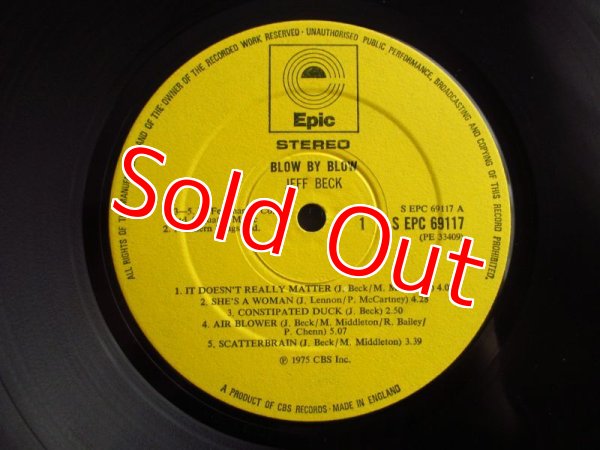 ALL RIGHTS OF THE AND OF THE OWNER OF THE RECORDED WORK RESERVED · UNAUTHORISED PUBLIC PERFORMANCE, BROADCASTING AND COPYING OF THIS RECORD PROHIBITED.
Epic
STEREO
BLOW BY BLOW
JEFF BECK
S EPC 69117 A
1
S EPC 69117
(PE 33409)
Sold Out
1. IT DOESN'T REALLY MATTER (J. Beck/M.
2. SHE'S A WOMAN (J. Lennon/P. McCartney) 4.28
3. CONSTIPATED DUCK (J. Beck) 2.50
4. AIR BLOWER (J. Beck/M. Middleton/R. Bailey/
P. Chenn) 5.07
5. SCATTERBRAIN (J. Beck/M. Middleton) 3.39
℗ 1975 CBS Inc.
A PRODUCT OF CBS RECORDS · MADE IN ENGLAND